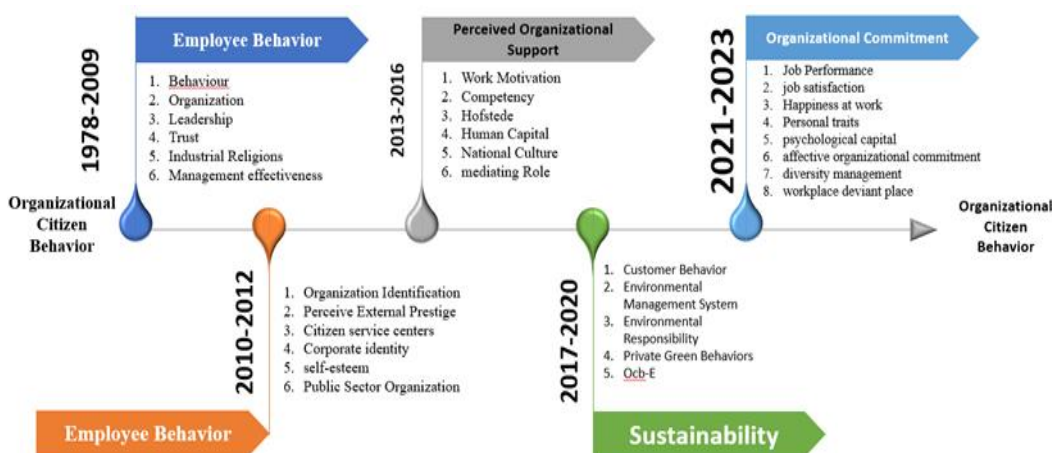 Organizational
Citizen
Behavior
1978-2009
Employee Behavior
1. Behaviour
2. Organization
3. Leadership
4. Trust
5. Industrial Religions
6. Management effectiveness
2010-2012
1. Organization Identification
2. Perceive External Prestige
3. Citizen service centers
4. Corporate identity
5. self-esteem
6. Public Sector Organization
Employee Behavior
2013-2016
Perceived Organizational
Support
1. Work Motivation
2. Competency
3. Hofstede
4. Human Capital
5. National Culture
6. mediating Role
2017-2020
1. Customer Behavior
2. Environmental
Management System
3. Environmental
Responsibility
4. Private Green Behaviors
5. Ocb-E
Sustainability
2021-2023
Organizational Commitment
1. Job Performance
2. job satisfaction
3. Happiness at work
4. Personal traits
5. psychological capital
6. affective organizational commitment
7. diversity management
8. workplace deviant place
Organizational
Citizen
Behavior